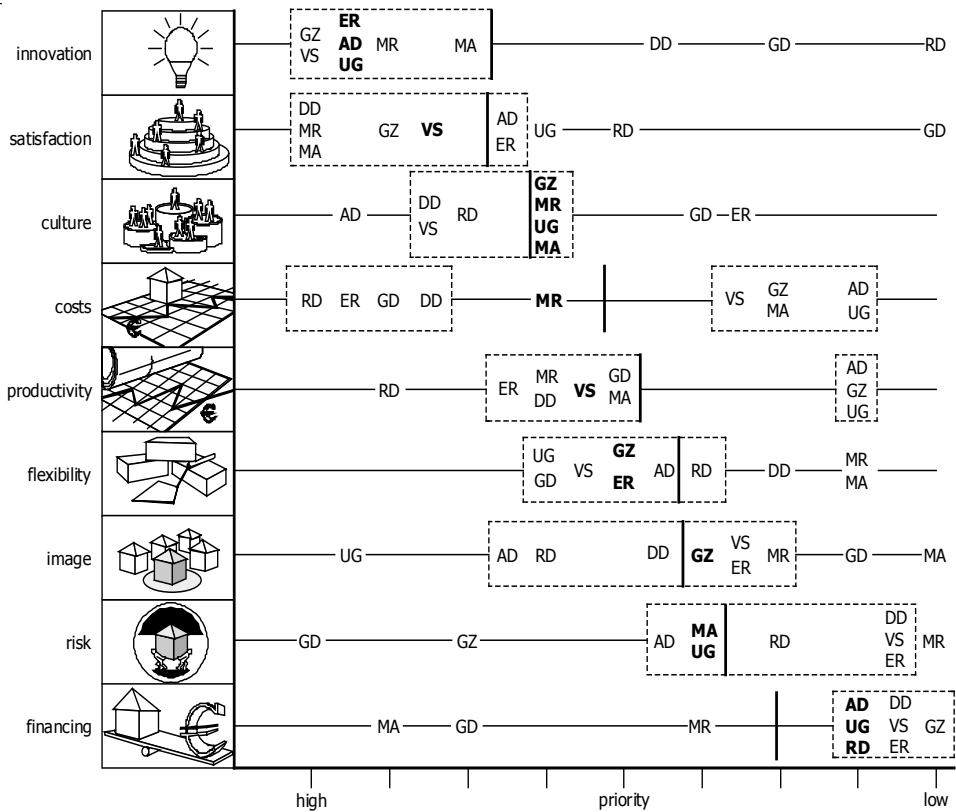 innovation
GZ ER
VS AD MR MA DD GD RD
UG
satisfaction
DD
MR GZ VS AD UG RD GD
MA ER
culture
AD DD RD GZ GD ER
VS MR
UG
MA
costs
RD ER GD DD MR VS GZ AD
MA UG
€
productivity
RD ER MR VS GD AD
DD MA GZ
UG
€
flexibility
UG VS GZ AD RD DD MR
GD ER MA
image
UG AD RD DD GZ VS MR GD MA
ER
risk
GD GZ AD MA RD DD MR
UG VS
ER
financing
MA GD MR AD DD GZ
UG VS
RD ER
high priority low